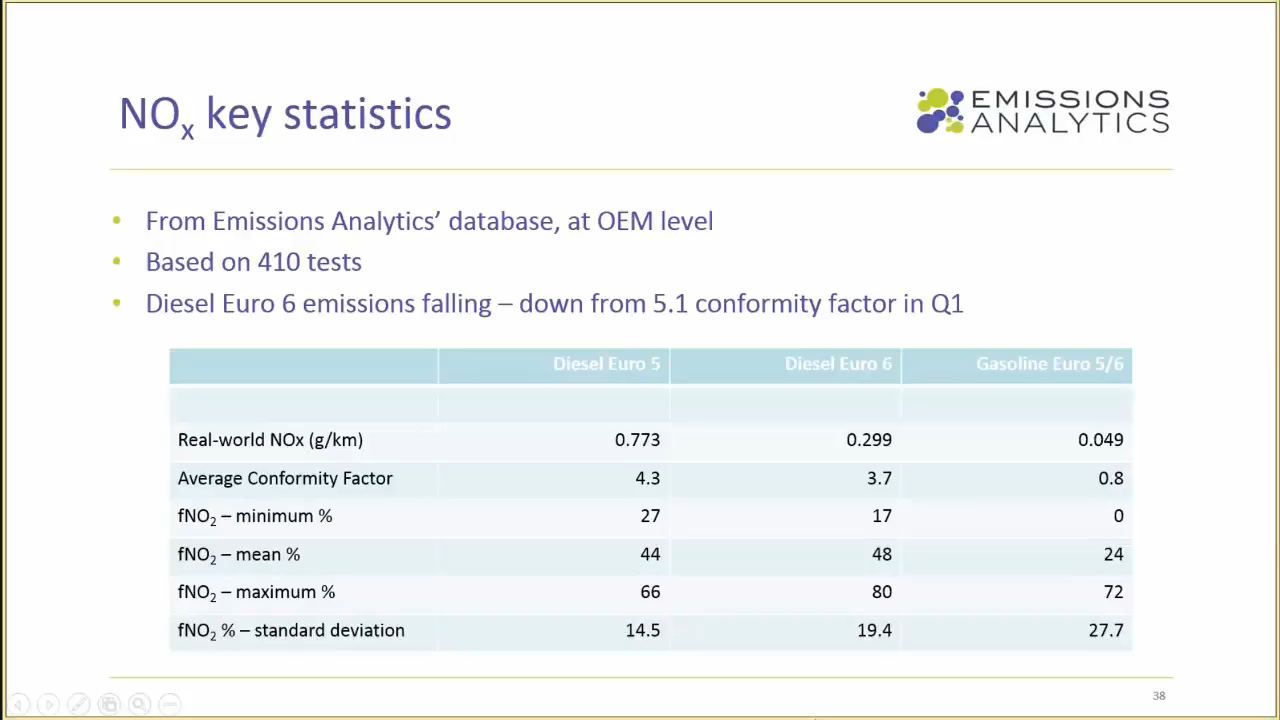 NOx key statistics
EMISSIONS
ANALYTICS
• From Emissions Analytics’ database, at OEM level
• Based on 410 tests
• Diesel Euro 6 emissions falling – down from 5.1 conformity factor in Q1
Diesel Euro 5 Diesel Euro 6 Gasoline Euro 5/6
Real-world NOx (g/km) 0.773 0.299 0.049
Average Conformity Factor 4.3 3.7 0.8
fNO2 – minimum % 27 17 0
fNO2 – mean % 44 48 24
fNO2 – maximum % 66 80 72
fNO2 % – standard deviation 14.5 19.4 27.7
38